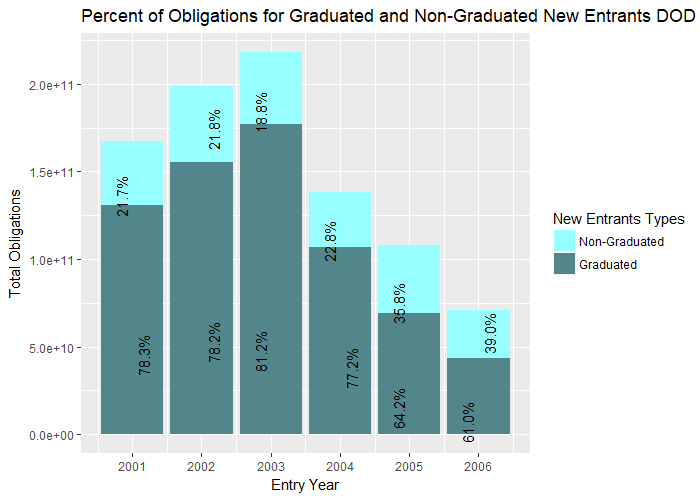 Percent of Obligations for Graduated and Non-Graduated New Entrants DOD
Total Obligations
2.0e+11
1.5e+11
1.0e+11
5.0e+10
0.0e+00
21.7%
21.8%
18.8%
22.8%
35.8%
39.0%
78.3%
78.2%
81.2%
77.2%
64.2%
61.0%
2001 2002 2003 2004 2005 2006
Entry Year
New Entrants Types
Non-Graduated
Graduated